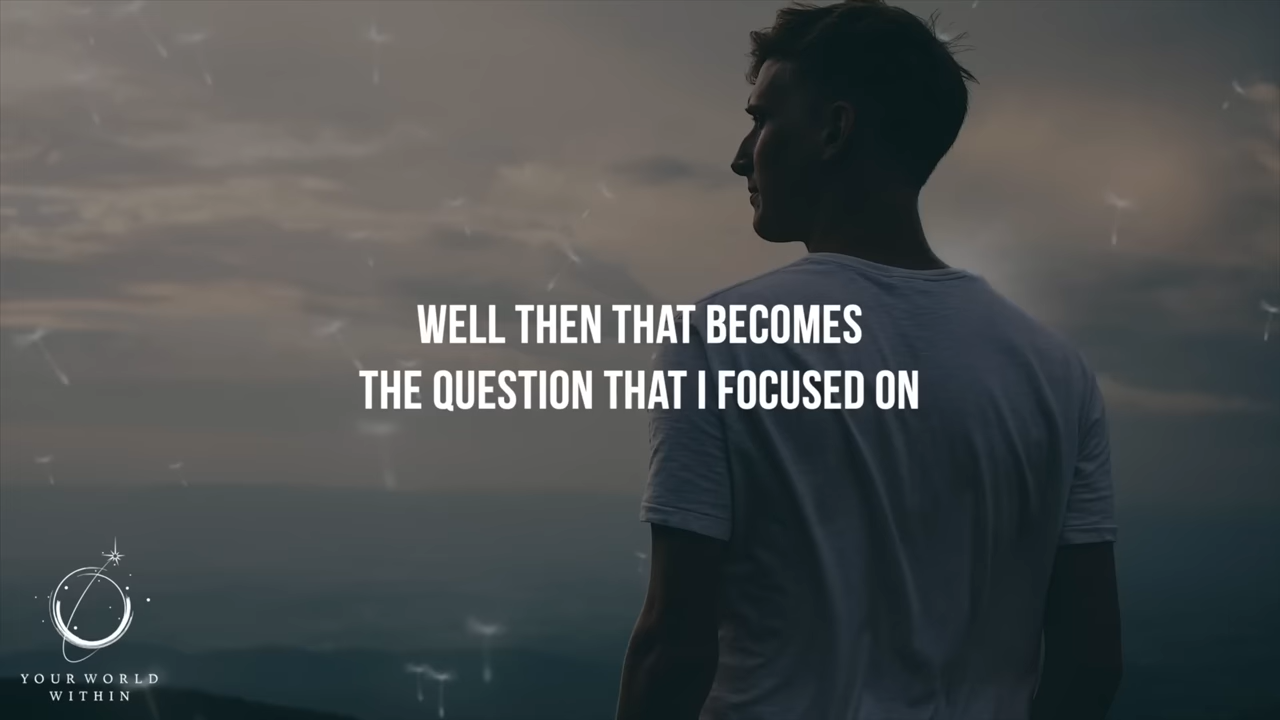 WELL THEN THAT BECOMES
THE QUESTION THAT I FOCUSED ON
YOUR WORLD
WITHIN